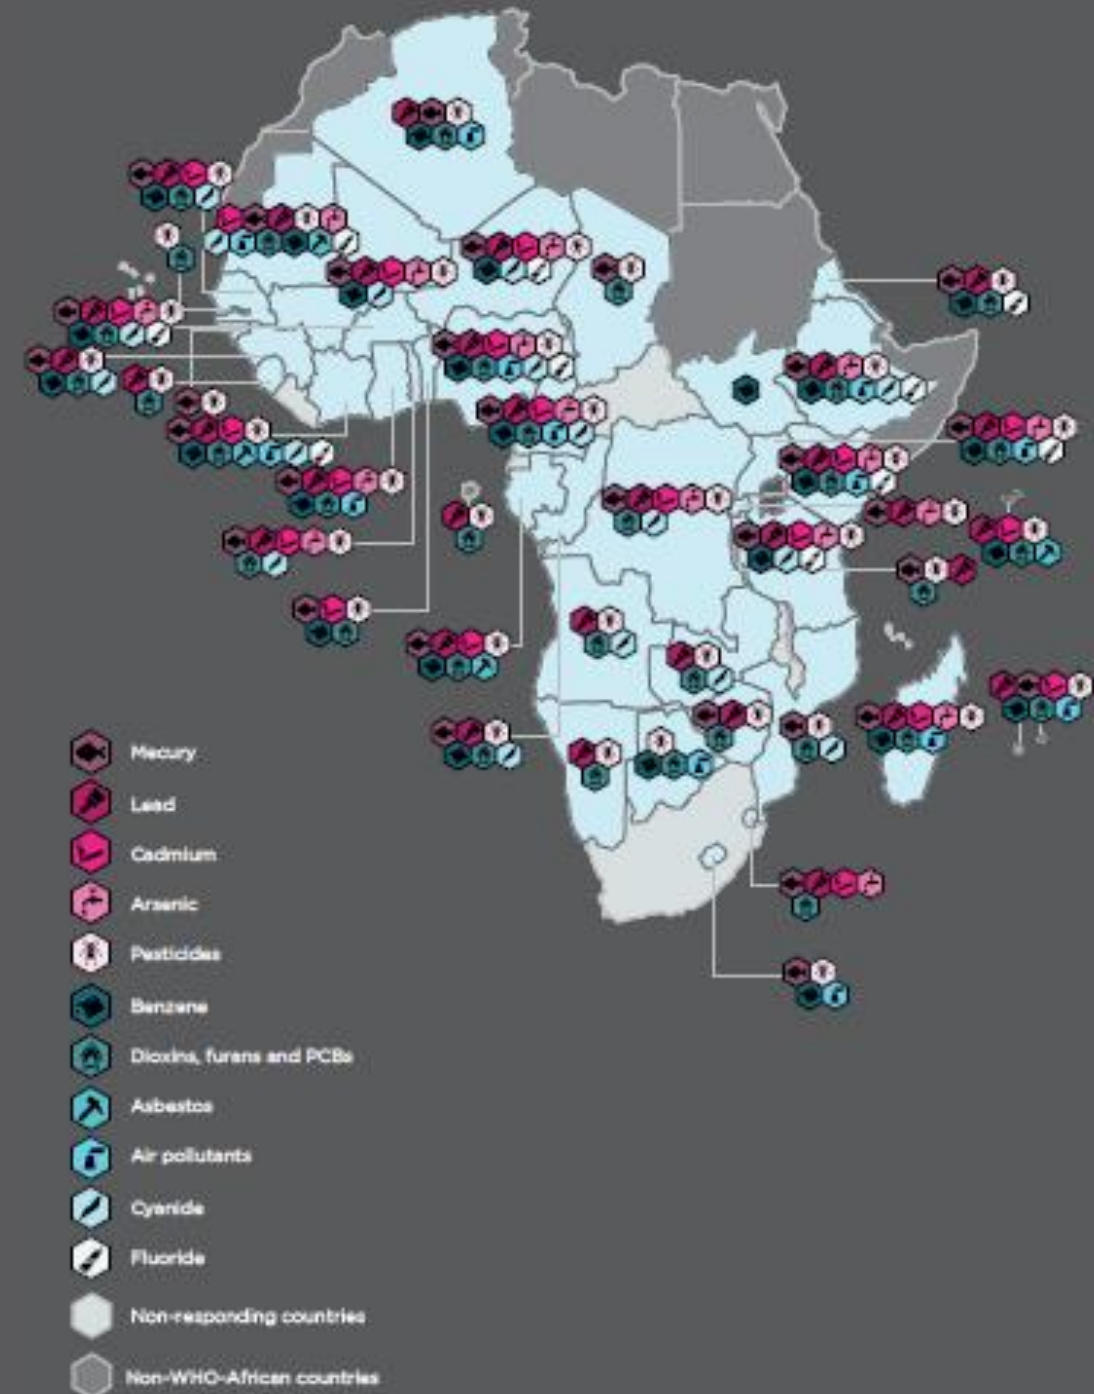 Mecury
Lead
Cadmium
Arsenic
Pesticides
Benzene
Dioxins, furans and PCBs
Asbestos
Air pollutants
Cyanide
Fluoride
Non-responding countries
Non-WHO-African countries